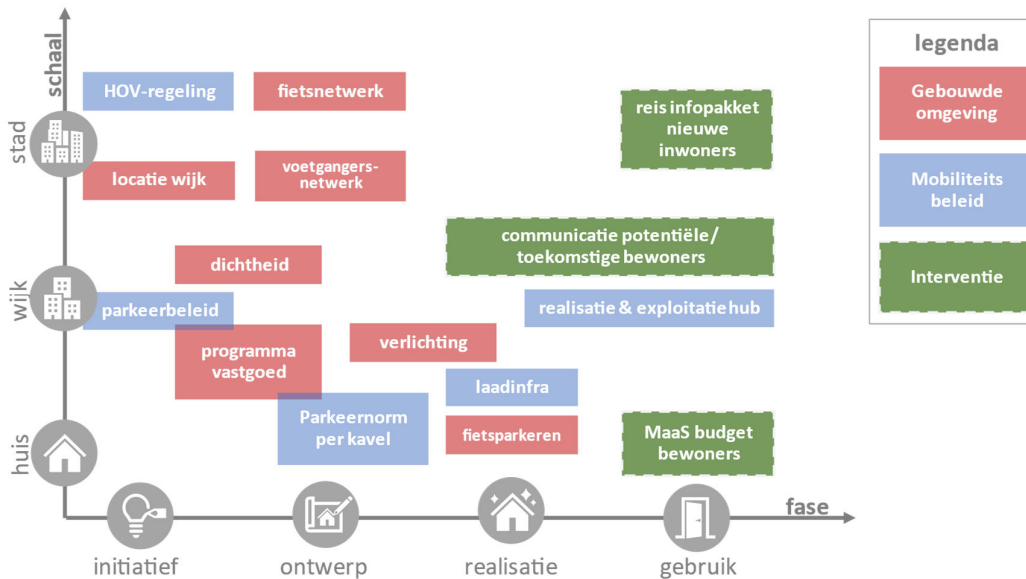 schaal
stad
wijk
huis
HOV-regeling
fietsnetwerk
reis infopakket
nieuwe
inwoners
locatie wijk
voetgangers-
netwerk
communicatie potentiële/
toekomstige bewoners
dichtheid
parkeerbeleid
realisatie & exploitatie hub
programma
vastgoed
verlichting
laadinfra
Parkeernorm
per kavel
fietsparkeren
MaaS budget
bewoners
fase
initiatief
ontwerp
realisatie
gebruik
legenda
Gebouwde
omgeving
Mobiliteits
beleid
Interventie